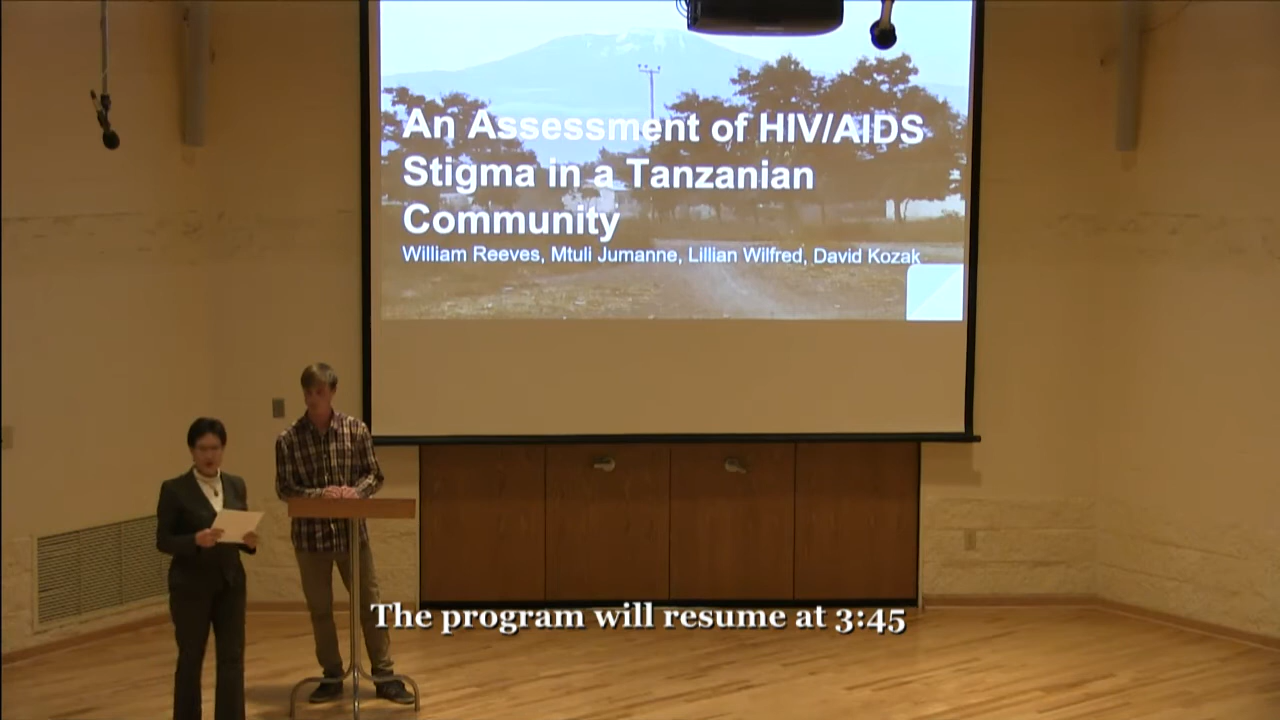 An Assessment of HIV/AIDS
Stigma in a Tanzanian
Community
William Reeves, Mtuli Jumanne, Lillian Wilfred, David Kozak
The program will resume at 3:45